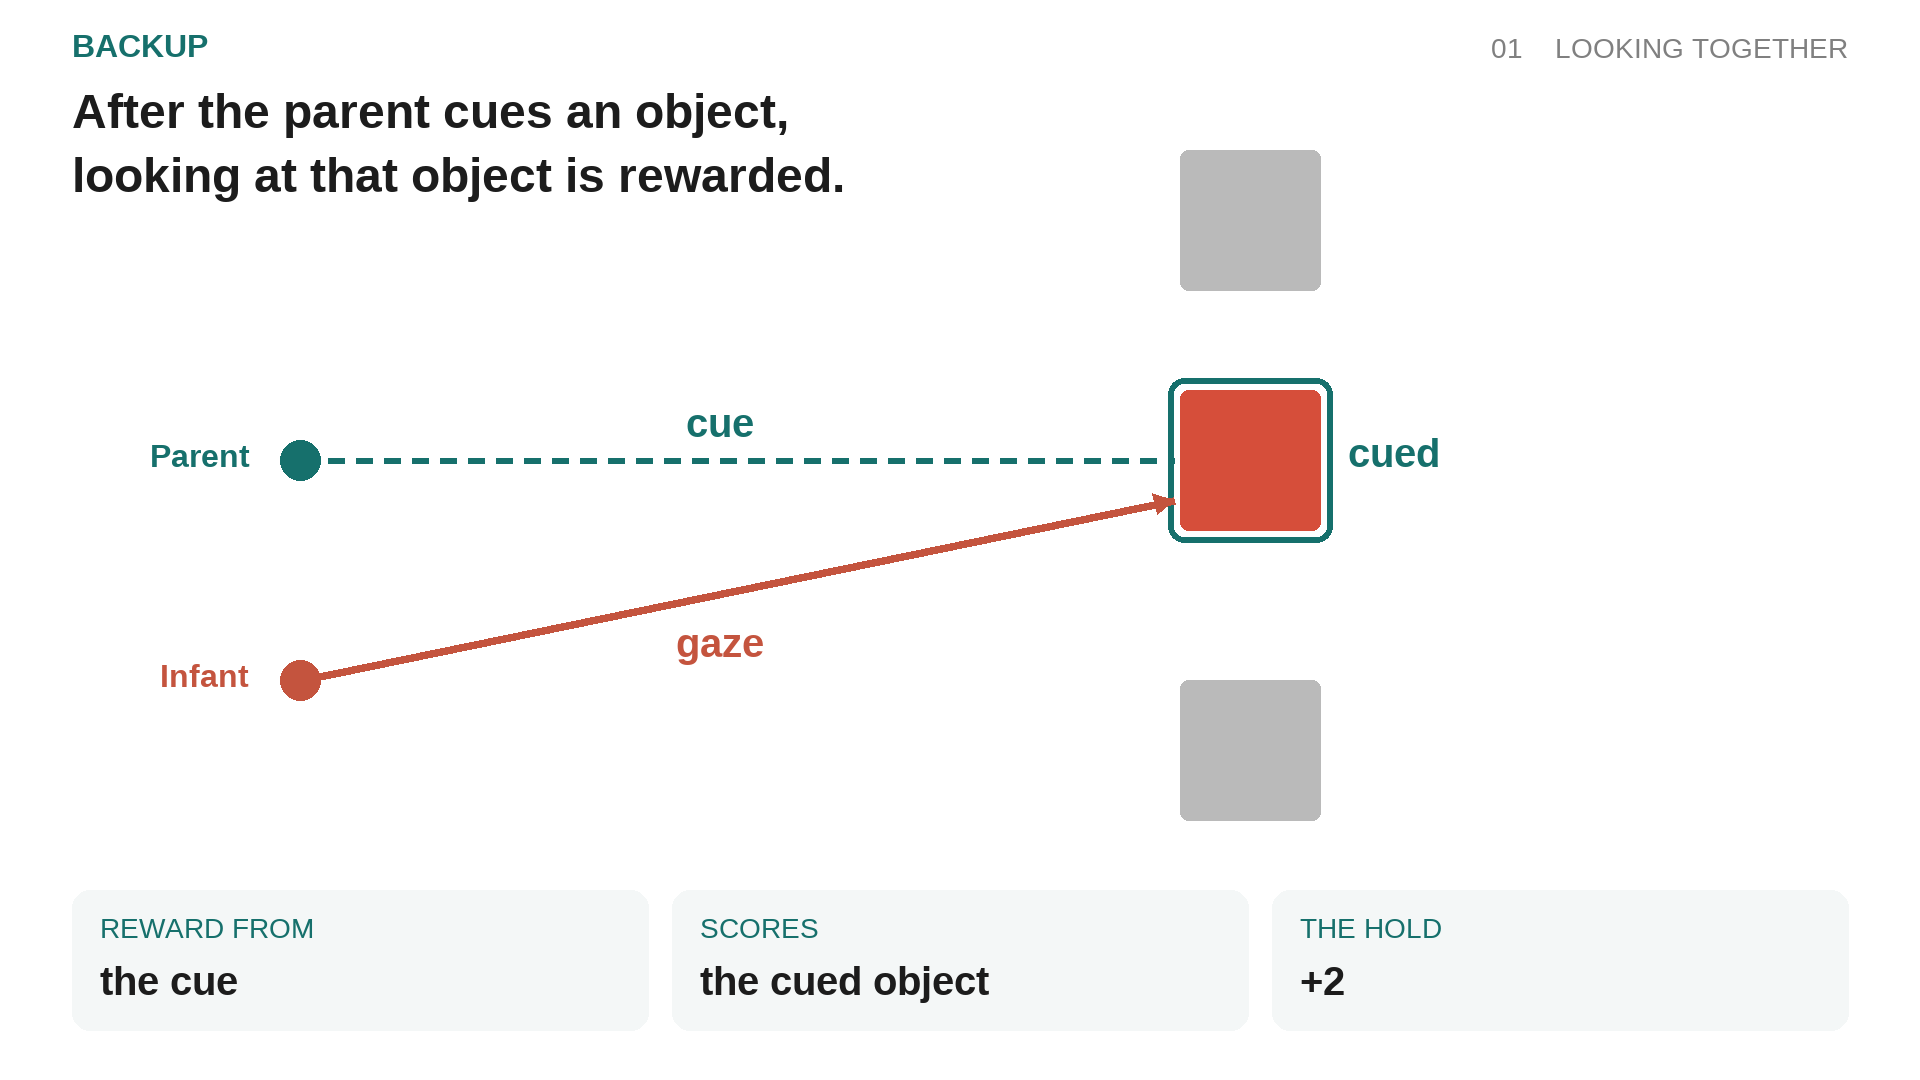 BACKUP
01 LOOKING TOGETHER
After the parent cues an object,
looking at that object is rewarded.
cue
Parent
cued
gaze
Infant
REWARD FROM
the cue
SCORES
the cued object
THE HOLD
+2